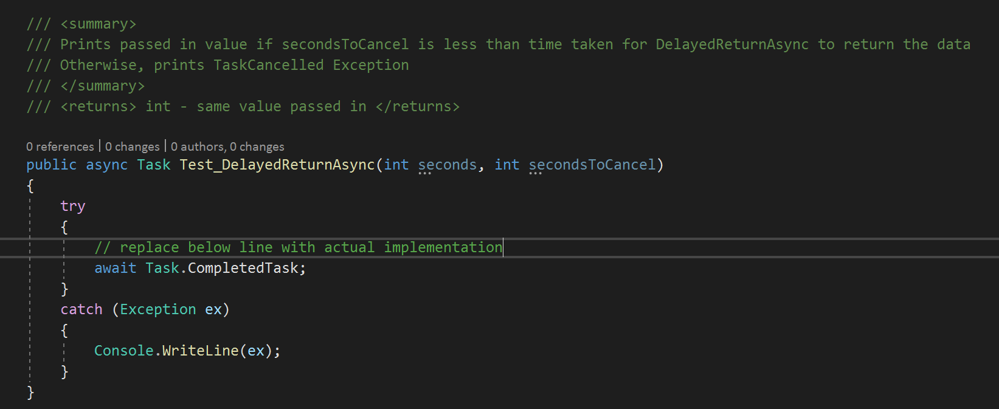 /// <summary>
/// Prints passed in value if secondsToCancel is less than time taken for DelayedReturnAsync to return the data
/// Otherwise, prints TaskCancelled Exception
/// </summary>
/// <returns> int - same value passed in </returns>
0 references | 0 changes | 0 authors, 0 changes
public async Task Test_DelayedReturnAsync(int seconds, int secondsToCancel)
{
    try
    {
        // replace below line with actual implementation
        await Task.CompletedTask;
    }
    catch (Exception ex)
    {
        Console.WriteLine(ex);
    }
}